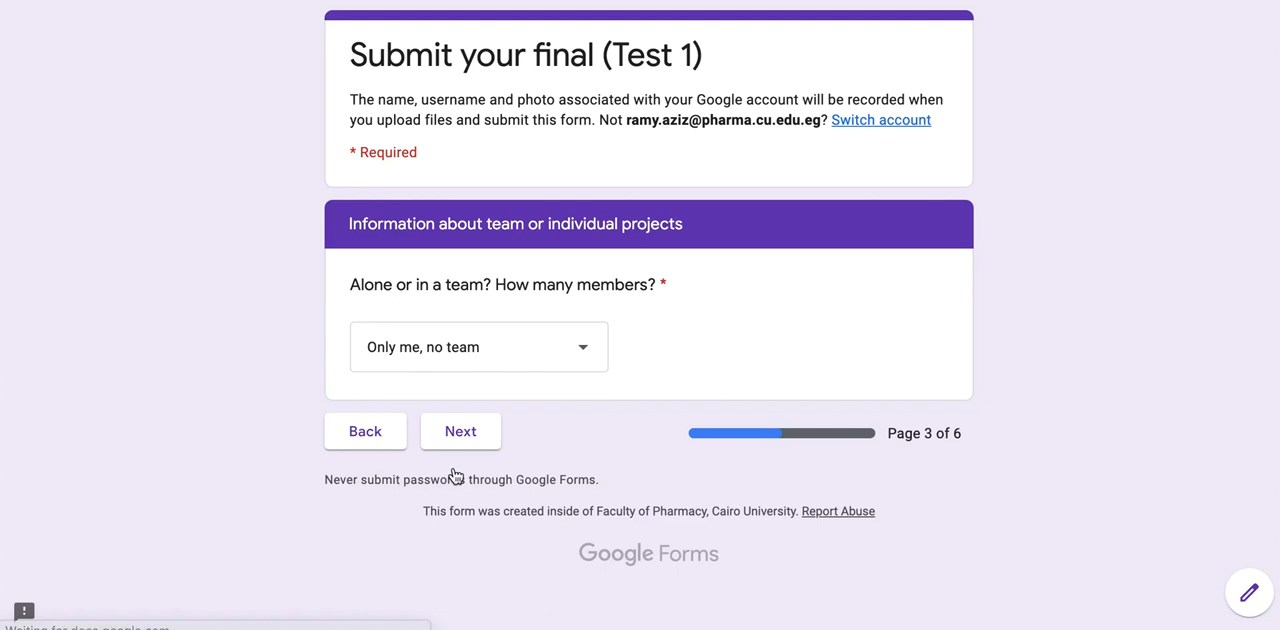 Submit your final (Test 1)
The name, username and photo associated with your Google account will be recorded when
you upload files and submit this form. Not ramy.aziz@pharma.cu.edu.eg? Switch account
* Required
Information about team or individual projects
Alone or in a team? How many members? *
Only me, no team
Back Next Page 3 of 6
Never submit passwords through Google Forms.
This form was created inside of Faculty of Pharmacy, Cairo University. Report Abuse
Google Forms